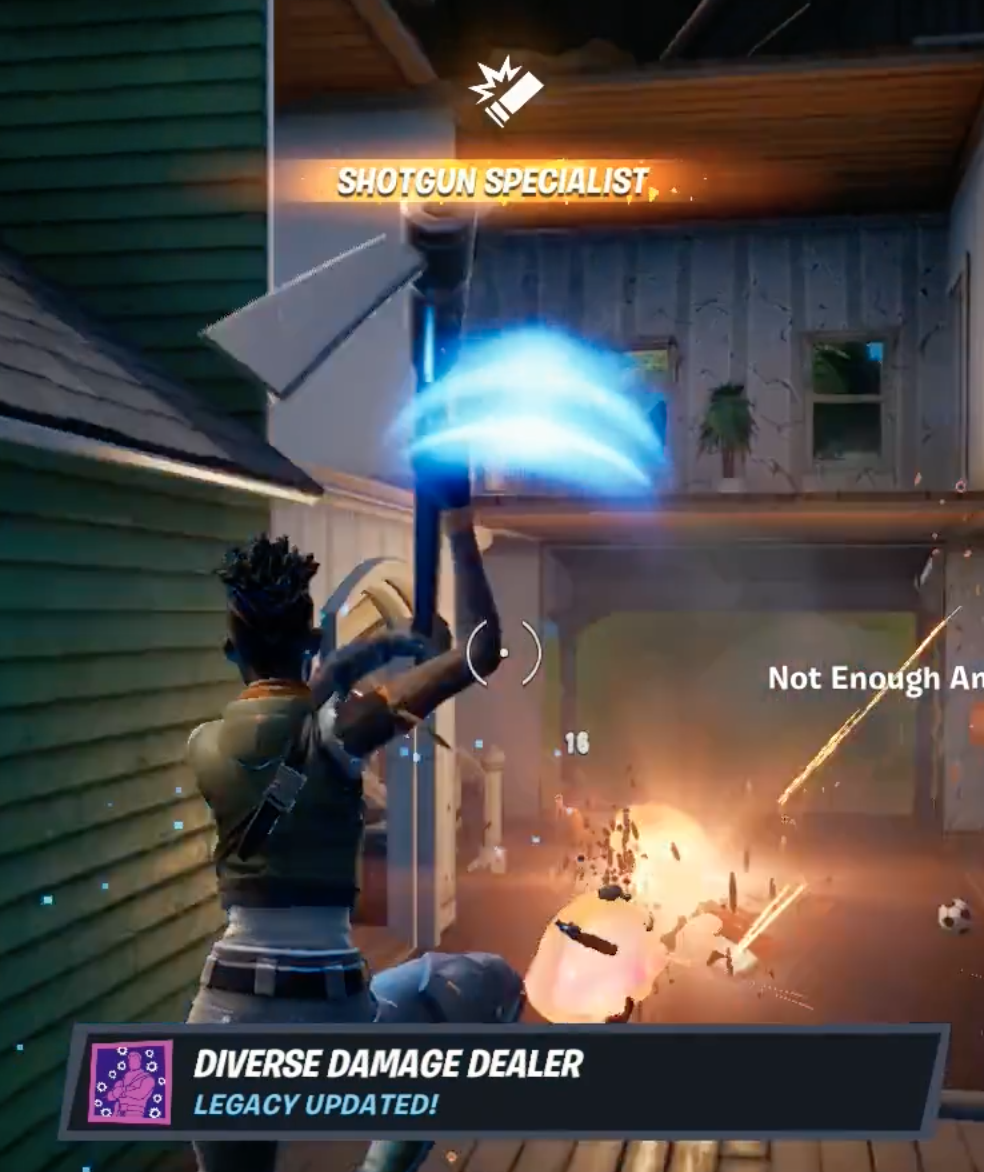 SHOTGUN SPECIALIST
Not Enough
16
DIVERSE DAMAGE DEALER
LEGACY UPDATED!